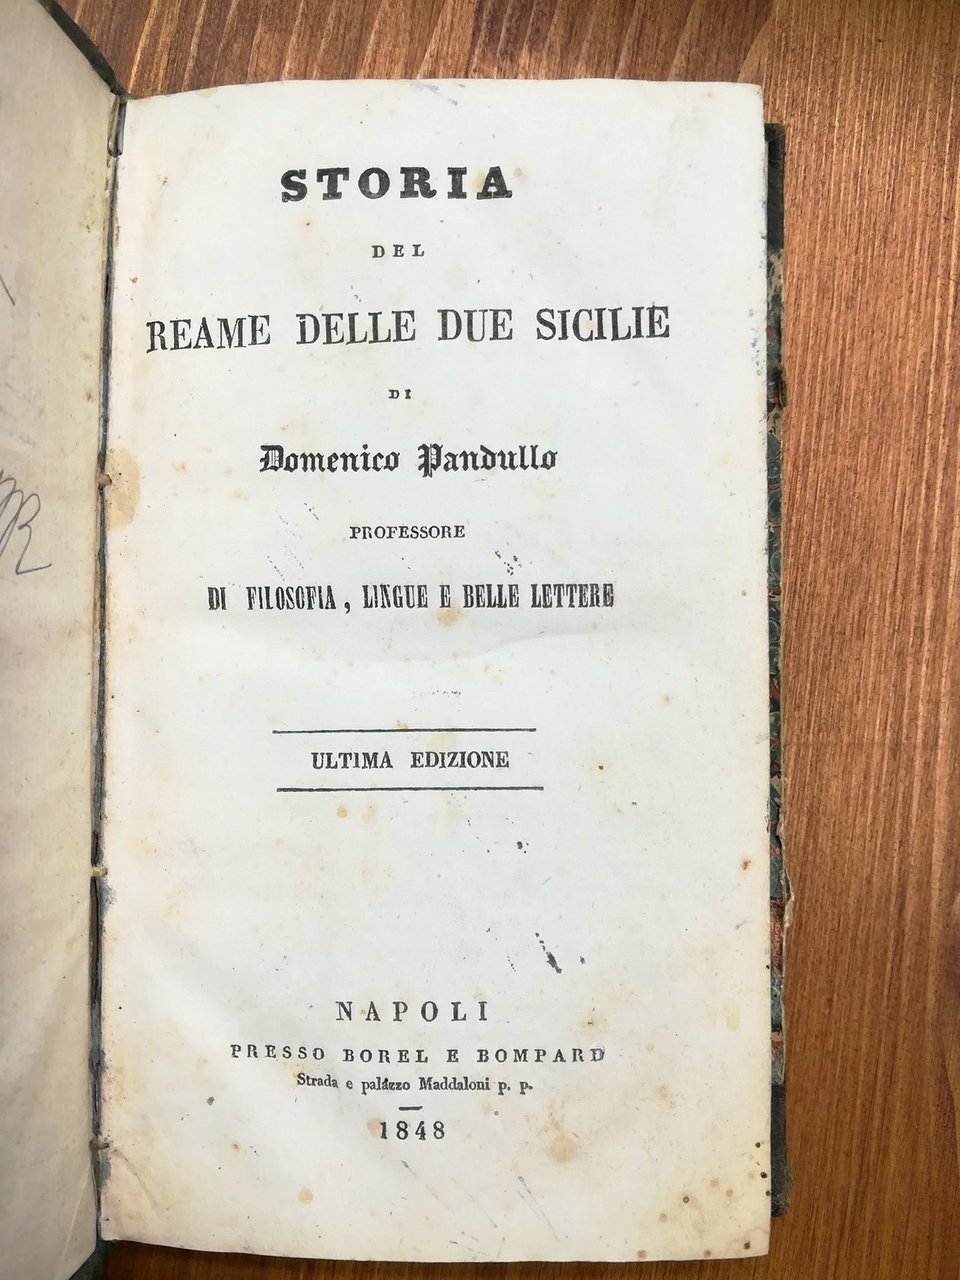 STORIA
DEL
REAME DELLE DUE SICILIE
DI
Domenico Pandullo
PROFESSORE
DI FILOSOFIA, LINGUE E BELLE LETTERE
ULTIMA EDIZIONE
NAPOLI
PRESSO BOREL E BOMPARD
Strada e palazzo Maddaloni p. p.
1848